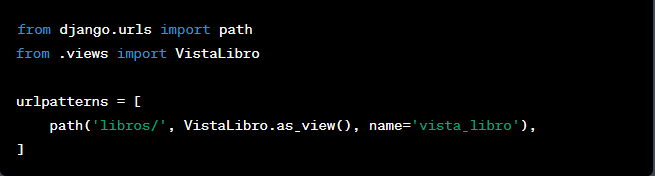 from django.urls import path
from .views import VistaLibro
urlpatterns = [
    path('libros/', VistaLibro.as_view(), name='vista_libro'),
]